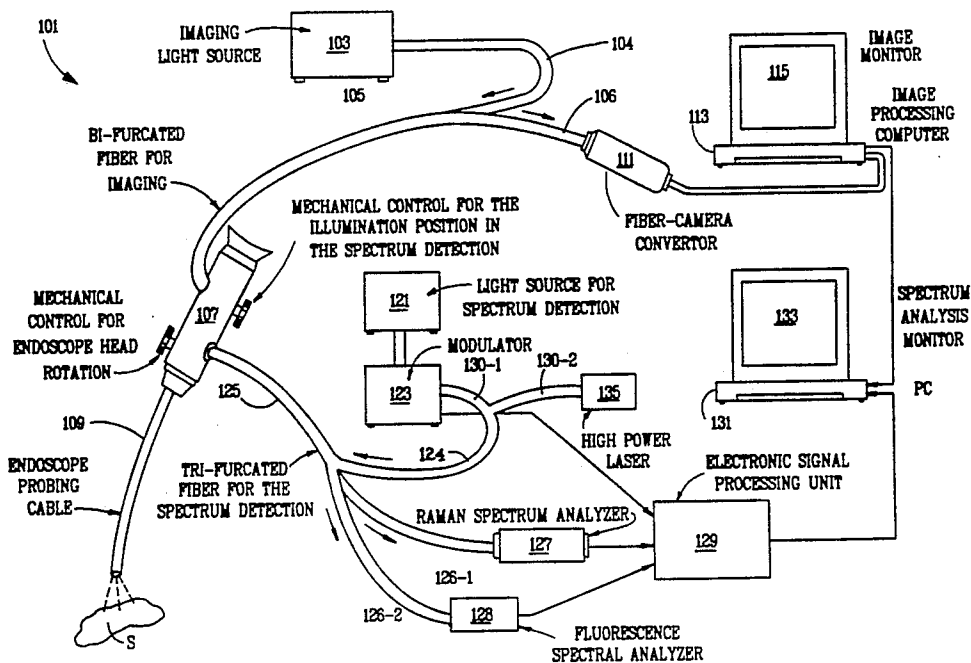 101
IMAGING
LIGHT SOURCE
103
105
104
106
BI-FURCATED
FIBER FOR
IMAGING
111
FIBER-CAMERA
CONVERTOR
115
113
IMAGE
MONITOR
IMAGE
PROCESSING
COMPUTER
MECHANICAL CONTROL FOR THE
ILLUMINATION POSITION IN
THE SPECTRUM DETECTION
MECHANICAL
CONTROL FOR
ENDOSCOPE HEAD
ROTATION
107
121
LIGHT SOURCE FOR
SPECTRUM DETECTION
MODULATOR
123
130-1
130-2
135
HIGH POWER
LASER
133
131
SPECTRUM
ANALYSIS
MONITOR
PC
125
124
109
ENDOSCOPE
PROBING
CABLE
TRI-FURCATED
FIBER FOR THE
SPECTRUM DETECTION
ELECTRONIC SIGNAL
PROCESSING UNIT
129
RAMAN SPECTRUM ANALYZER
127
126-1
126-2
128
FLUORESCENCE
SPECTRAL ANALYZER
S